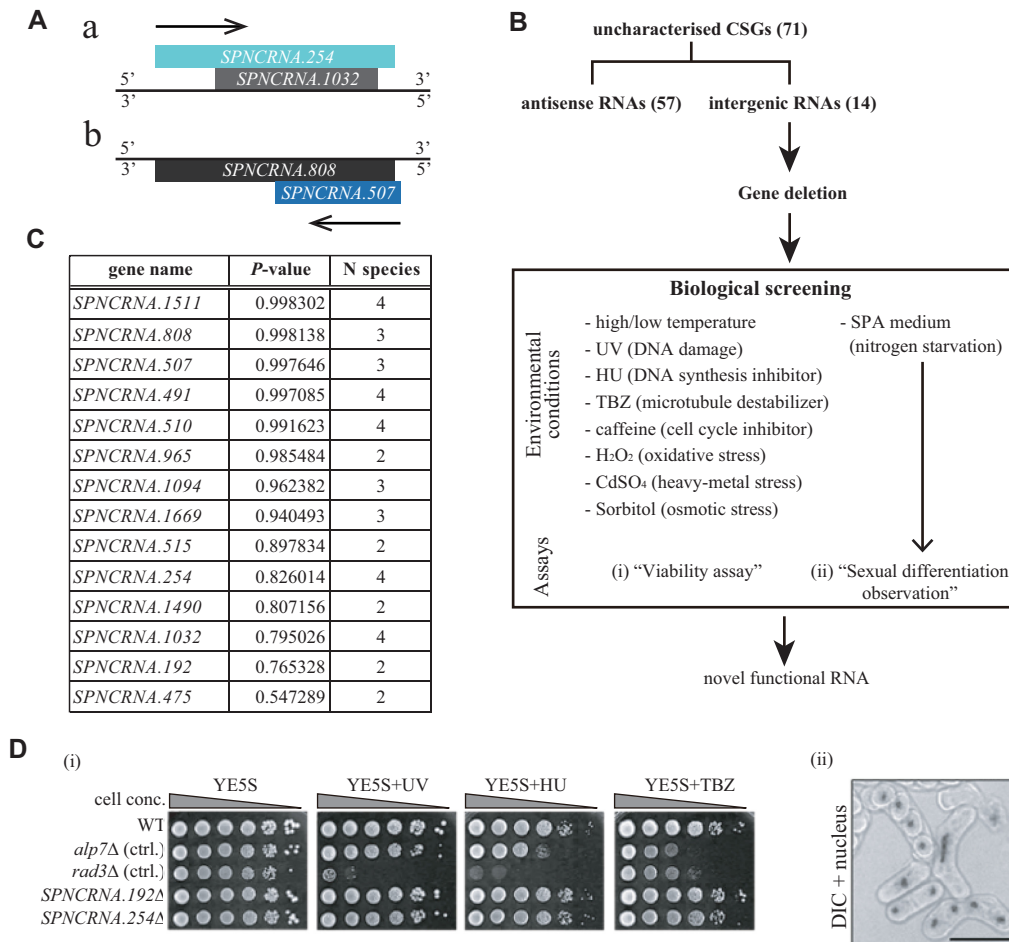 A
a
SPNCRNA.254
SPNCRNA.1032
5’ 3’
3’ 5’
b
5’ 3’
3’ 5’
SPNCRNA.808
SPNCRNA.507
B
uncharacterised CSGs (71)
antisense RNAs (57) intergenic RNAs (14)
Gene deletion
Biological screening
Environmental conditions
- high/low temperature
- UV (DNA damage)
- HU (DNA synthesis inhibitor)
- TBZ (microtubule destabilizer)
- caffeine (cell cycle inhibitor)
- H2O2 (oxidative stress)
- CdSO4 (heavy-metal stress)
- Sorbitol (osmotic stress)
- SPA medium
(nitrogen starvation)
Assays
(i) “Viability assay”
(ii) “Sexual differentiation
observation”
novel functional RNA
C
gene name P-value N species
SPNCRNA.1511 0.998302 4
SPNCRNA.808 0.998138 3
SPNCRNA.507 0.997646 3
SPNCRNA.491 0.997085 4
SPNCRNA.510 0.991623 4
SPNCRNA.965 0.985484 2
SPNCRNA.1094 0.962382 3
SPNCRNA.1669 0.940493 3
SPNCRNA.515 0.897834 2
SPNCRNA.254 0.826014 4
SPNCRNA.1490 0.807156 2
SPNCRNA.1032 0.795026 4
SPNCRNA.192 0.765328 2
SPNCRNA.475 0.547289 2
D
(i)
YE5S YE5S+UV YE5S+HU YE5S+TBZ
cell conc.
WT
alp7Δ (ctrl.)
rad3Δ (ctrl.)
SPNCRNA.192Δ
SPNCRNA.254Δ
(ii)
DIC + nucleus